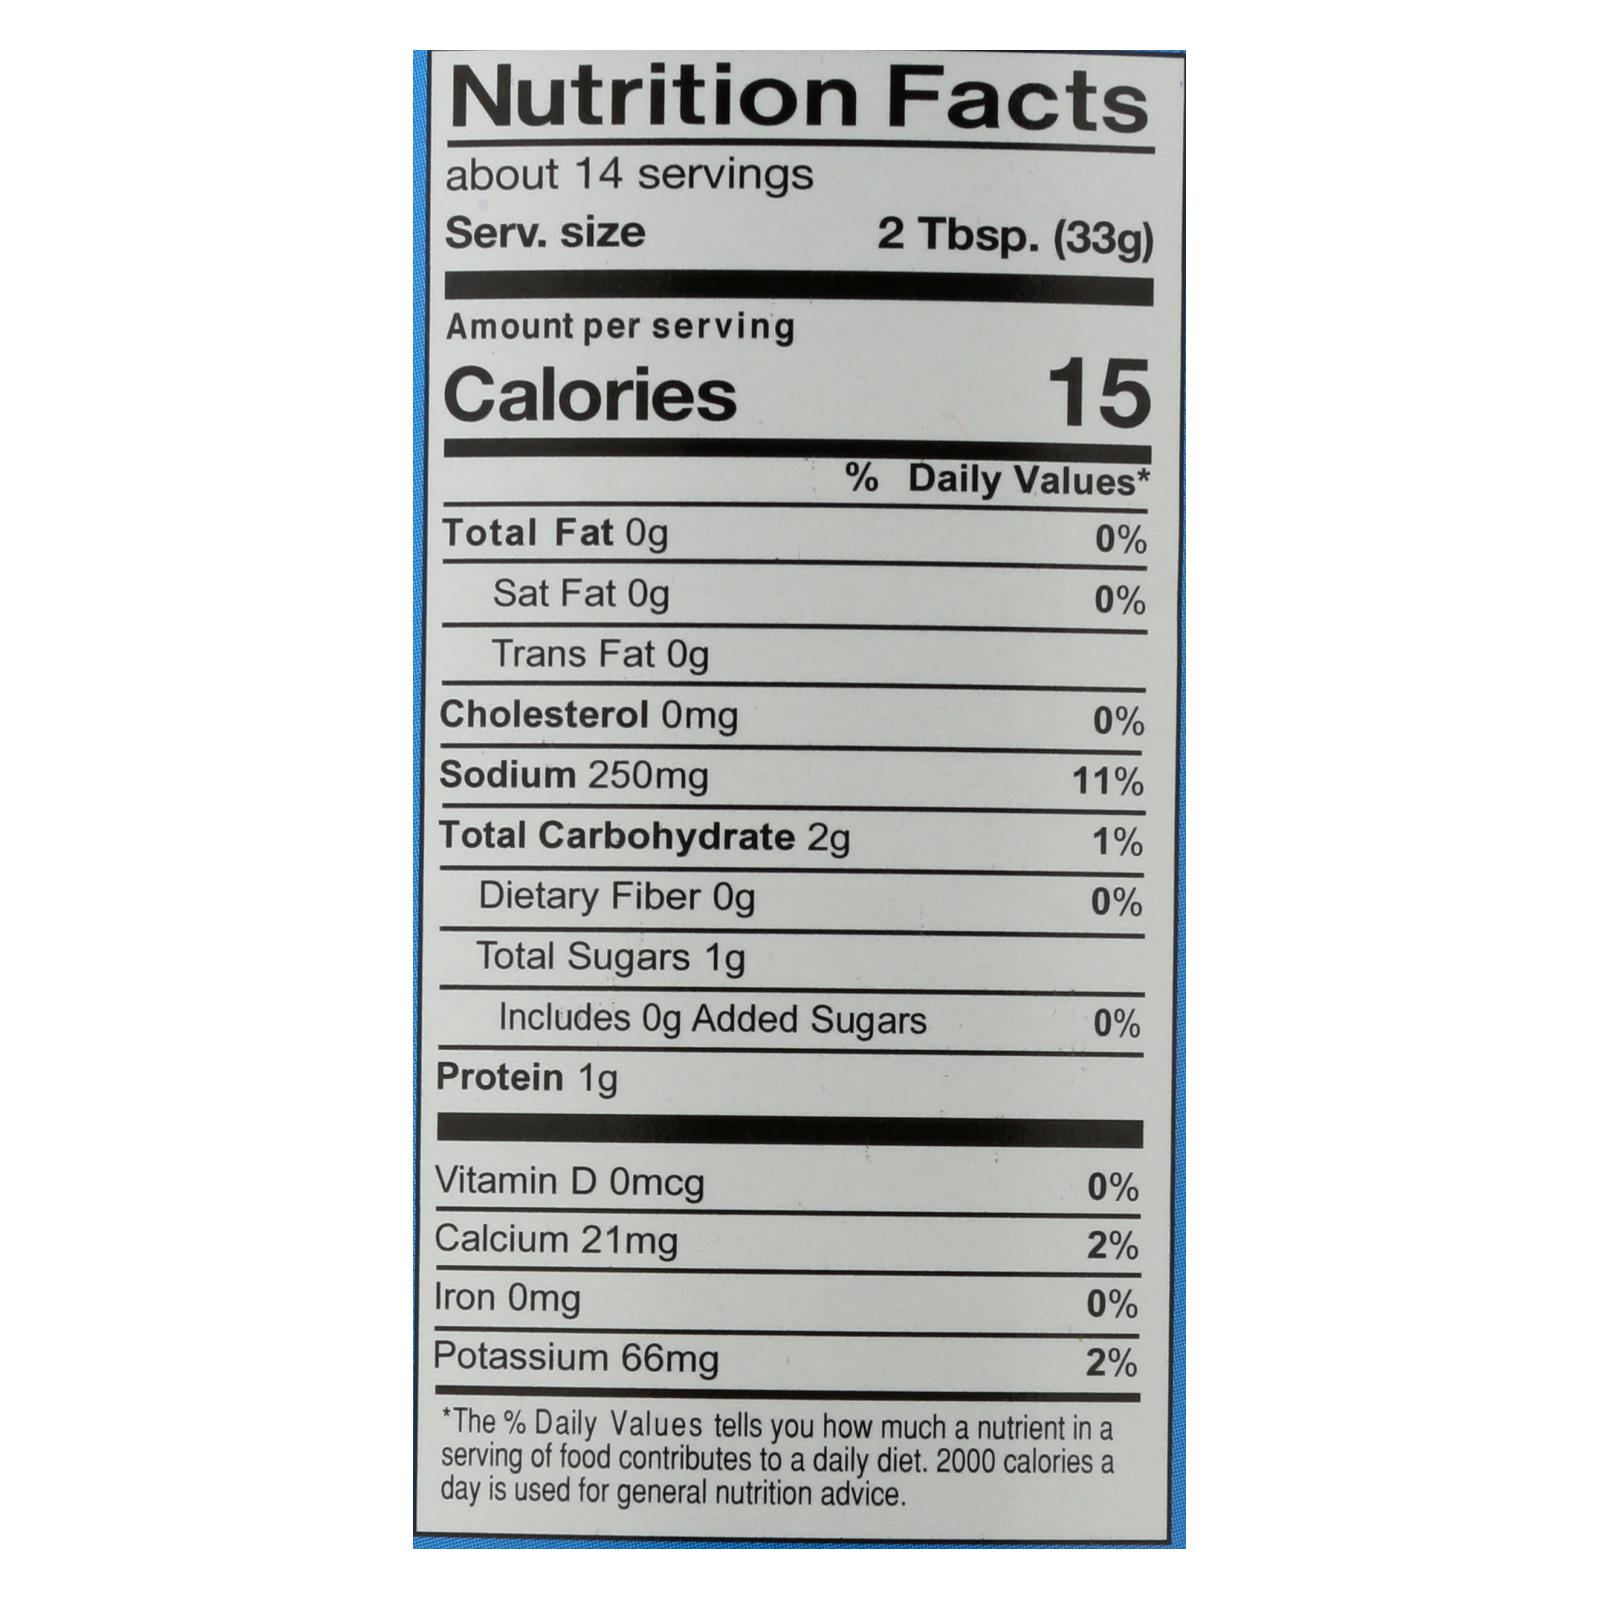 Nutrition Facts
about 14 servings
Serv. size 2 Tbsp. (33g)
Amount per serving
Calories 15
% Daily Values*
Total Fat 0g 0%
Sat Fat 0g 0%
Trans Fat 0g
Cholesterol 0mg 0%
Sodium 250mg 11%
Total Carbohydrate 2g 1%
Dietary Fiber 0g 0%
Total Sugars 1g
Includes 0g Added Sugars 0%
Protein 1g
Vitamin D 0mcg 0%
Calcium 21mg 2%
Iron 0mg 0%
Potassium 66mg 2%
*The % Daily Values tells you how much a nutrient in a
serving of food contributes to a daily diet. 2000 calories a
day is used for general nutrition advice.